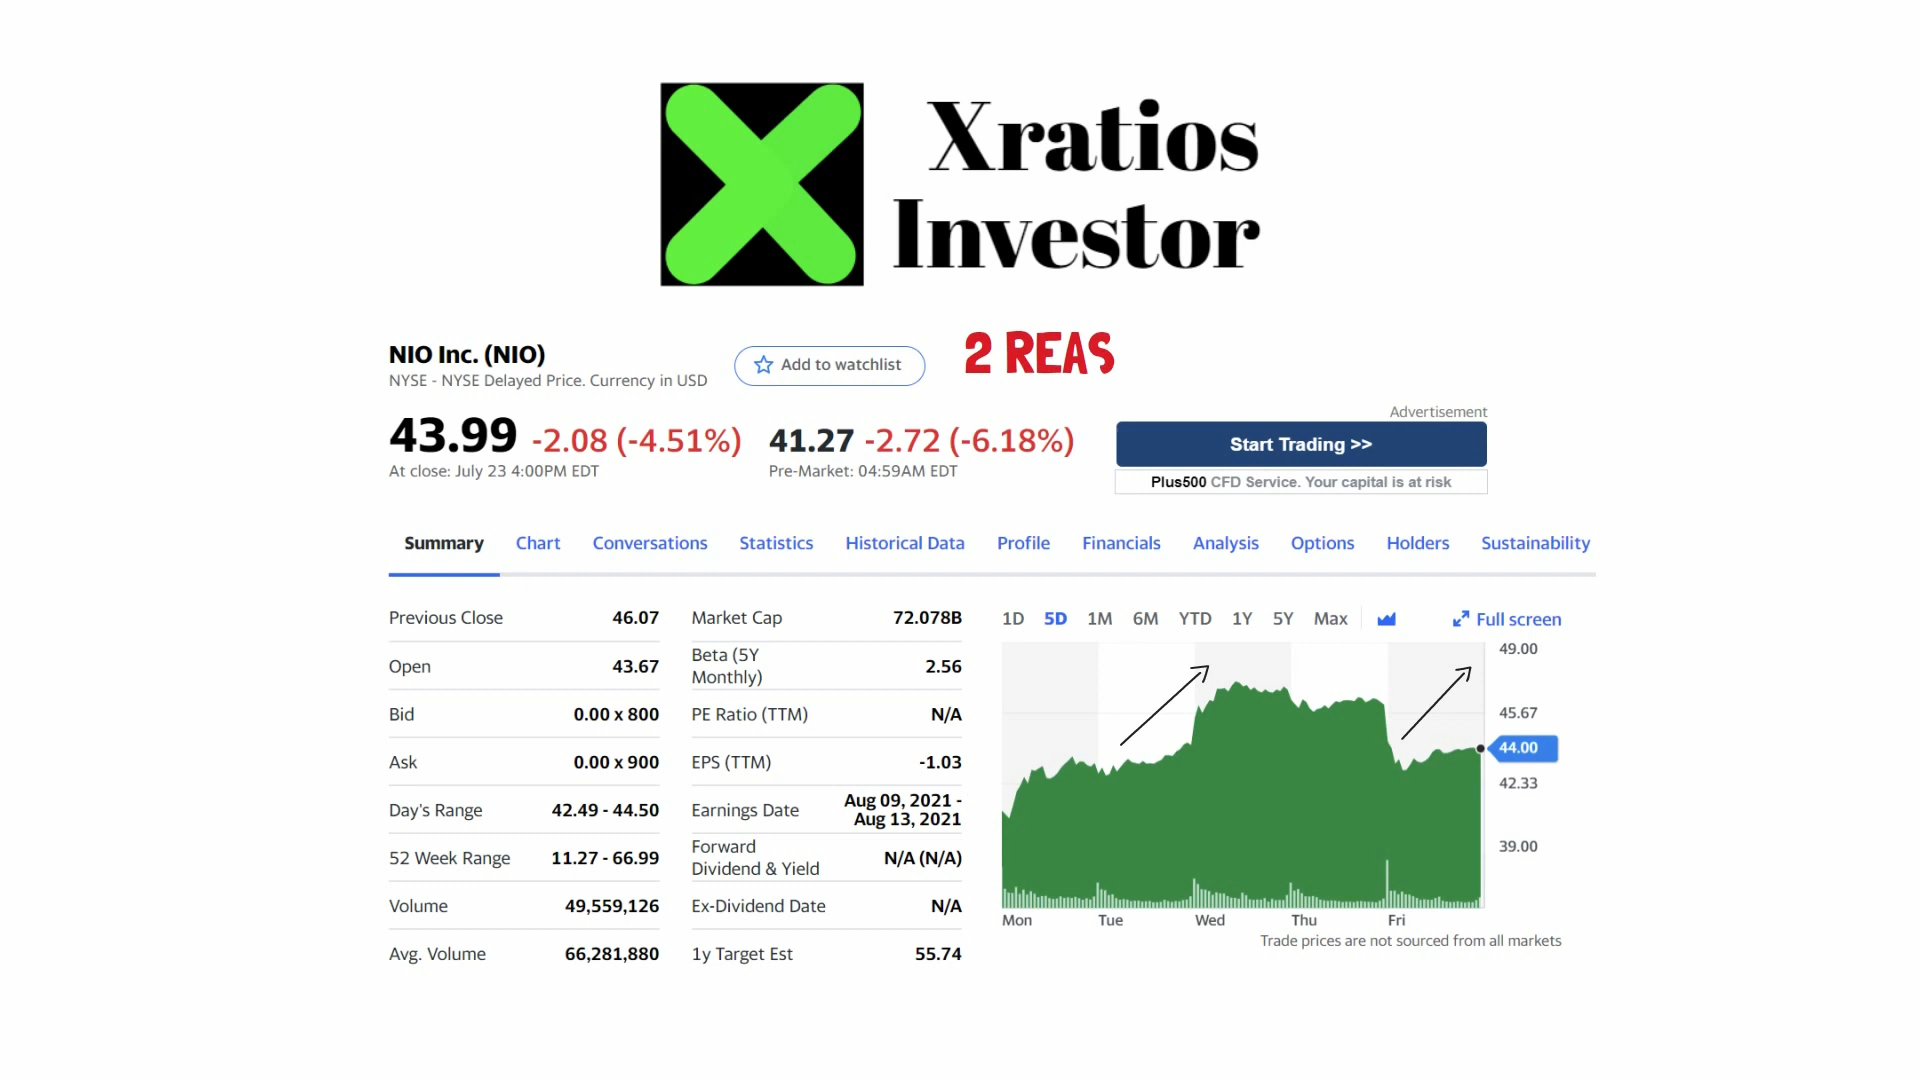 Xratios
Investor
NIO Inc. (NIO)
NYSE - NYSE Delayed Price. Currency in USD
Add to watchlist
2 REAS
43.99 -2.08 (-4.51%)
At close: July 23 4:00PM EDT
41.27 -2.72 (-6.18%)
Pre-Market: 04:59AM EDT
Advertisement
Start Trading >>
Plus500 CFD Service. Your capital is at risk
Summary Chart Conversations Statistics Historical Data Profile Financials Analysis Options Holders Sustainability
Previous Close 46.07
Open 43.67
Bid 0.00 x 800
Ask 0.00 x 900
Day's Range 42.49 - 44.50
52 Week Range 11.27 - 66.99
Volume 49,559,126
Avg. Volume 66,281,880
Market Cap 72.078B
Beta (5Y
Monthly) 2.56
PE Ratio (TTM) N/A
EPS (TTM) -1.03
Earnings Date Aug 09, 2021 -
Aug 13, 2021
Forward
Dividend & Yield N/A (N/A)
Ex-Dividend Date N/A
1y Target Est 55.74
1D 5D 1M 6M YTD 1Y 5Y Max Full screen
49.00
45.67
44.00
42.33
39.00
Mon Tue Wed Thu Fri
Trade prices are not sourced from all markets